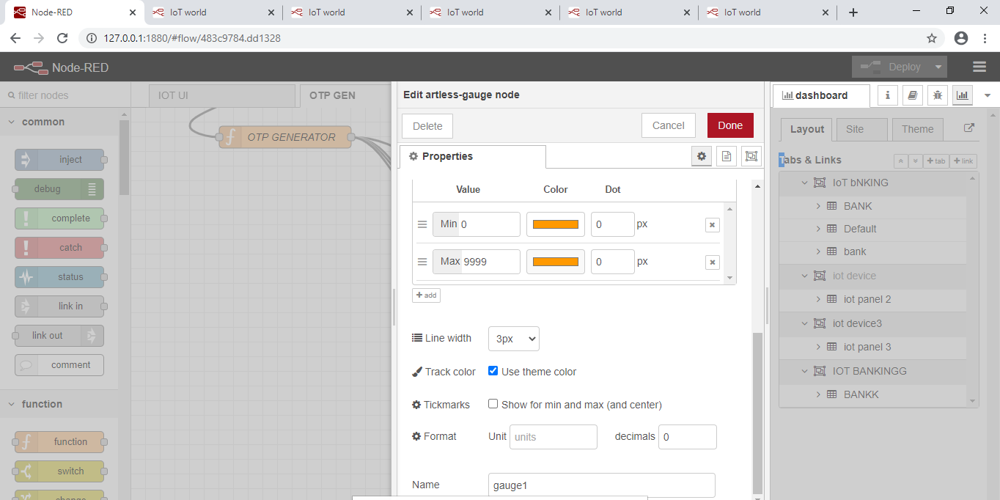 Node-RED
IoT world
IoT world
IoT world
IoT world
IoT world
127.0.0.1:1880/#flow/483c9784.dd1328
Node-RED
Deploy
filter nodes
common
inject
debug
complete
catch
status
link in
link out
comment
function
function
switch
change
IOT UI
OTP GEN
OTP GENERATOR
Edit artless-gauge node
Delete
Cancel
Done
Properties
Value Color Dot
Min 0 0 px
Max 9999 0 px
add
Line width 3px
Track color Use theme color
Tickmarks Show for min and max (and center)
Format Unit units decimals 0
Name gauge1
dashboard
Layout Site Theme
Tabs & Links
tab
link
IoT bNKING
BANK
Default
bank
iot device
iot panel 2
iot device3
iot panel 3
IOT BANKINGG
BANKK